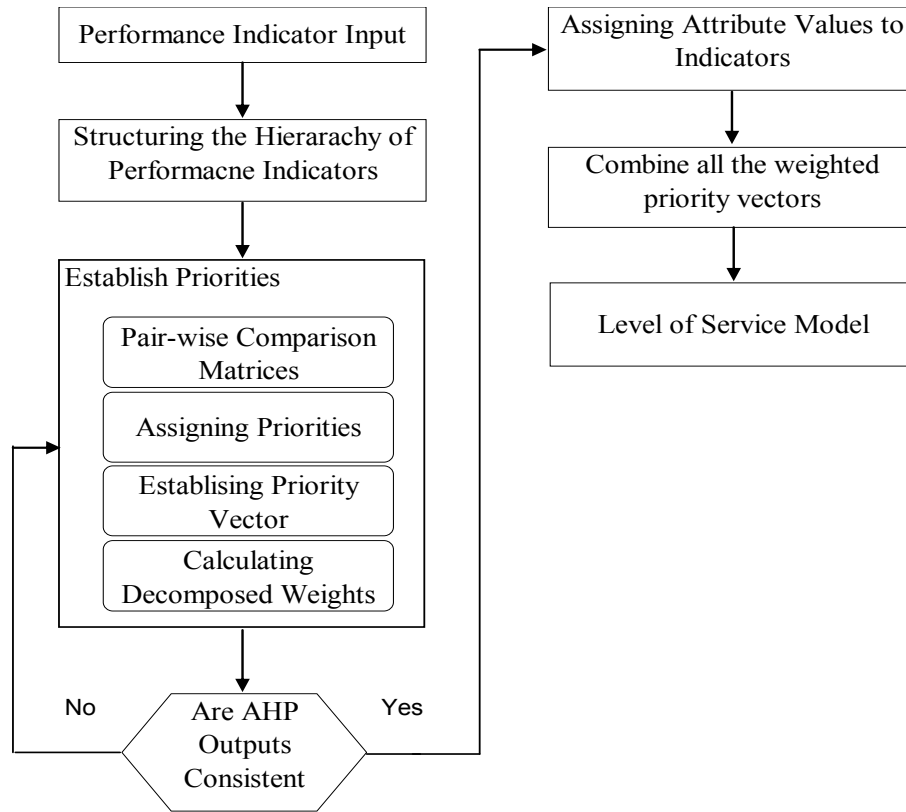 Performance Indicator Input
Structuring the Hierarachy of
Performacne Indicators
Establish Priorities
Pair-wise Comparison
Matrices
Assigning Priorities
Establising Priority
Vector
Calculating
Decomposed Weights
No
Are AHP
Outputs
Consistent
Yes
Assigning Attribute Values to
Indicators
Combine all the weighted
priority vectors
Level of Service Model